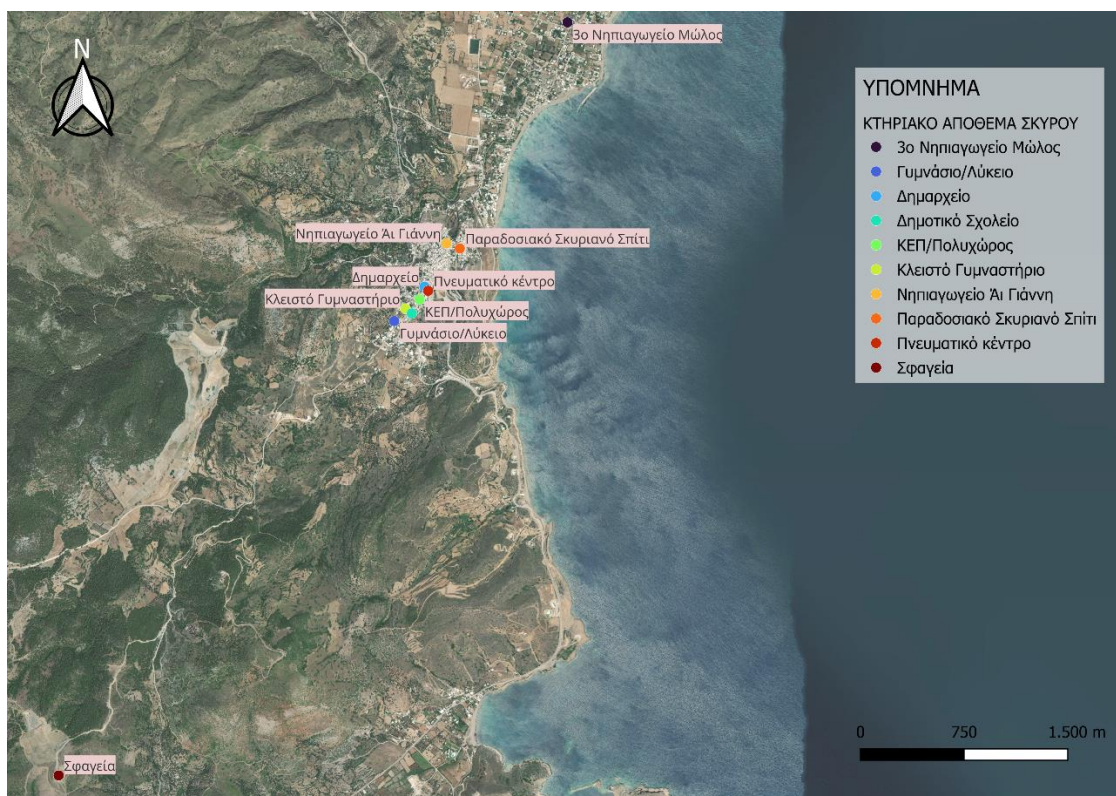 N
3ο Νηπιαγωγείο Μώλος
Νηπιαγωγείο Άι Γιάννη
Παραδοσιακό Σκυριανό Σπίτι
Δημαρχείο
Πνευματικό κέντρο
Κλειστό Γυμναστήριο
ΚΕΠ/Πολυχώρος
Γυμνάσιο/Λύκειο
Σφαγεία
ΥΠΟΜΝΗΜΑ
ΚΤΗΡΙΑΚΟ ΑΠΟΘΕΜΑ ΣΚΥΡΟΥ
3ο Νηπιαγωγείο Μώλος
Γυμνάσιο/Λύκειο
Δημαρχείο
Δημοτικό Σχολείο
ΚΕΠ/Πολυχώρος
Κλειστό Γυμναστήριο
Νηπιαγωγείο Άι Γιάννη
Παραδοσιακό Σκυριανό Σπίτι
Πνευματικό κέντρο
Σφαγεία
0 750 1.500 m